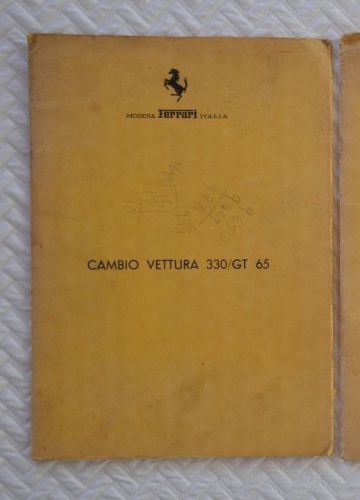 MODENA Ferrari ITALIA
CAMBIO VETTURA 330/GT 65